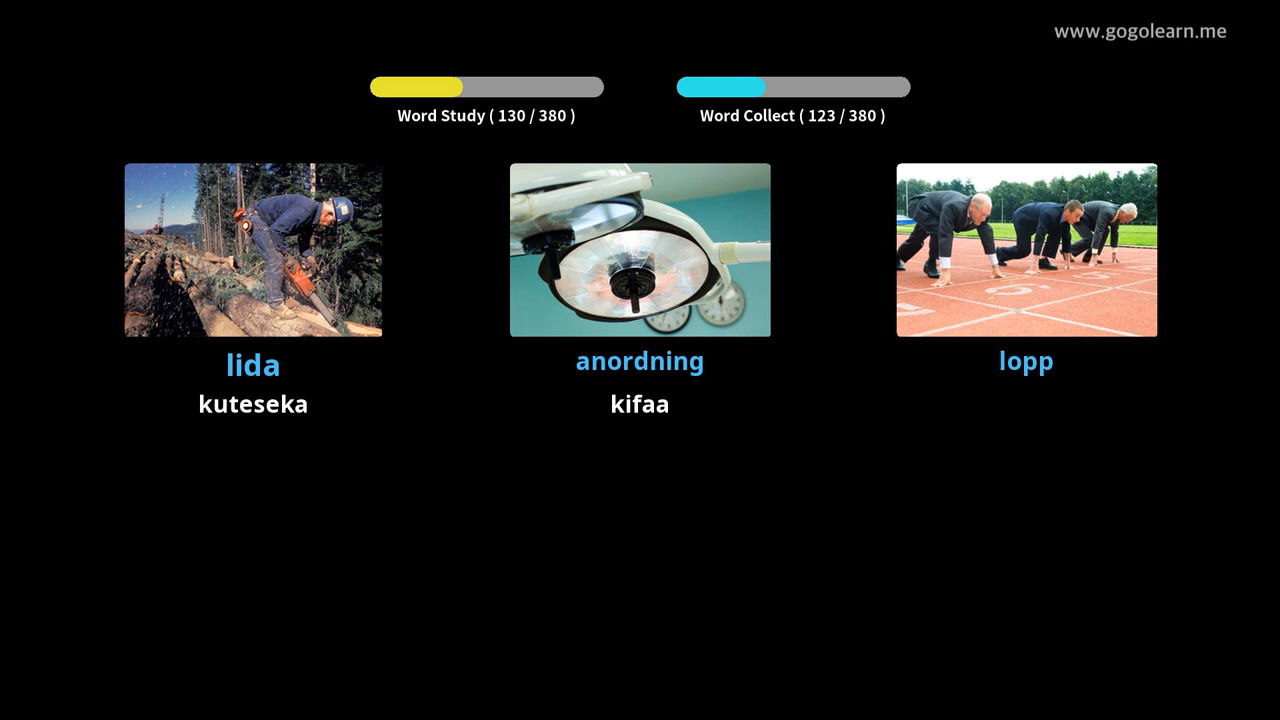 www.gogolearn.me
Word Study ( 130 / 380 )
Word Collect ( 123 / 380 )
lida
anordning
lopp
kuteseka
kifaa